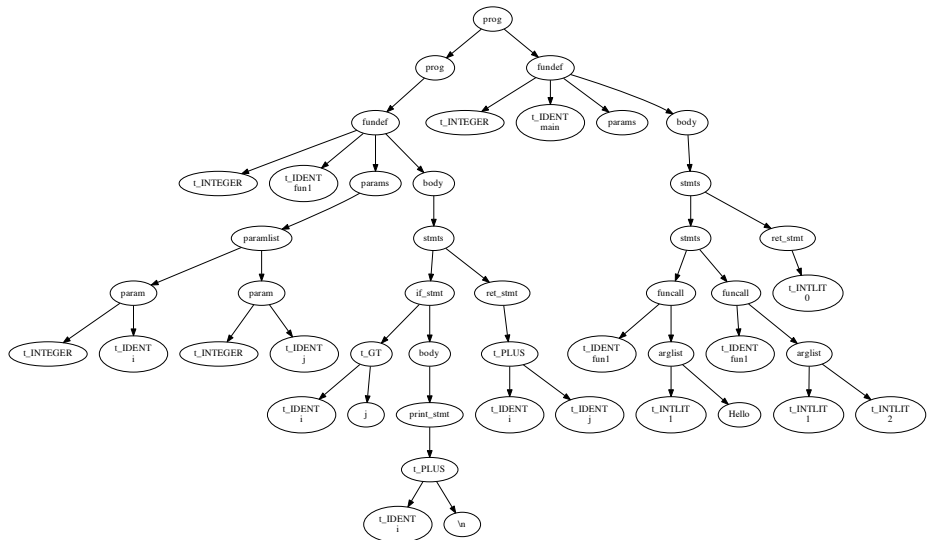 prog
prog
fundef
fundef
t_INTEGER
t_IDENT
main
params
body
t_INTEGER
t_IDENT
fun1
params
body
stmts
paramlist
stmts
stmts
ret_stmt
param
param
if_stmt
ret_stmt
funcall
funcall
t_INTLIT
0
t_INTEGER
t_IDENT
i
t_INTEGER
t_IDENT
j
t_GT
body
t_PLUS
t_IDENT
fun1
arglist
t_IDENT
fun1
arglist
t_IDENT
i
j
print_stmt
t_IDENT
i
t_IDENT
j
t_INTLIT
1
Hello
t_INTLIT
1
t_INTLIT
2
t_PLUS
t_IDENT
i
\n